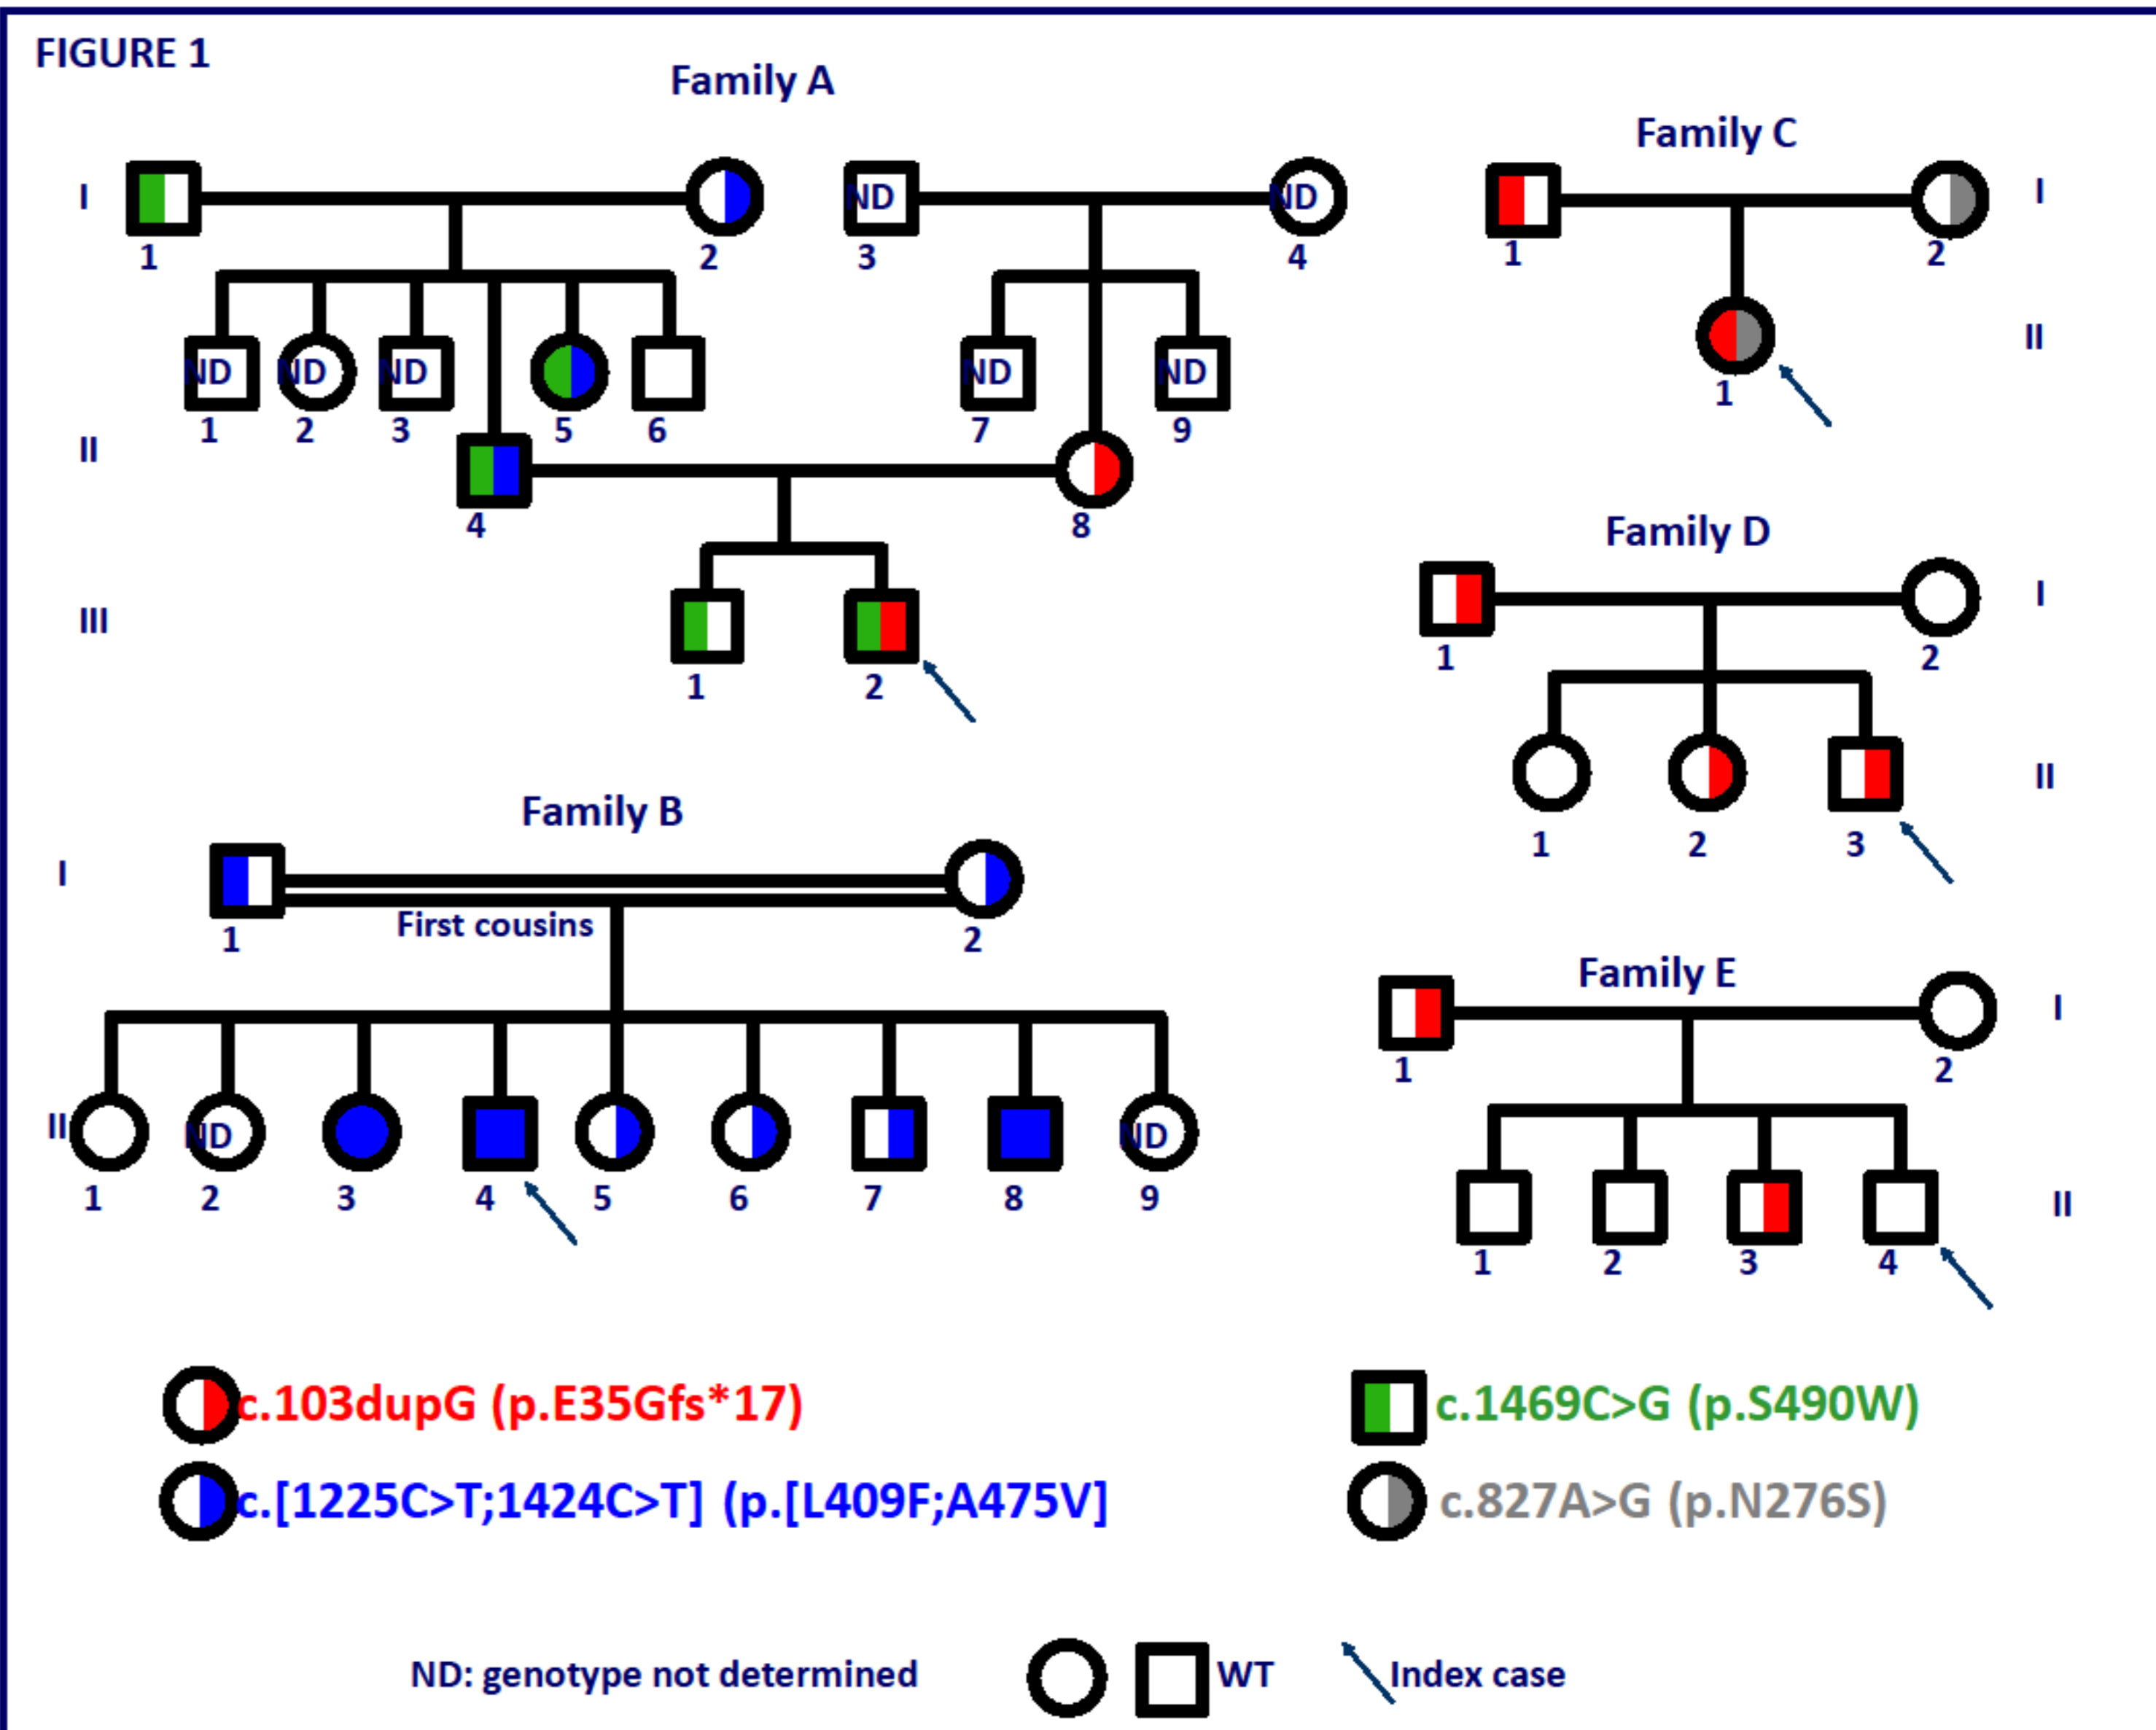 FIGURE 1
Family A
I
1
2
ND
3
ND
4
ND
1
ND
2
ND
3
5
6
ND
7
ND
9
II
4
8
III
1
2
Family B
I
First cousins
1
2
II
ND
ND
1
2
3
4
5
6
7
8
9
Family C
I
1
2
II
1
Family D
I
1
2
II
1
2
3
Family E
I
1
2
II
1
2
3
4
c.103dupG (p.E35Gfs*17)
c.1469C>G (p.S490W)
c.[1225C>T;1424C>T] (p.[L409F;A475V]
c.827A>G (p.N276S)
ND: genotype not determined
WT
Index case